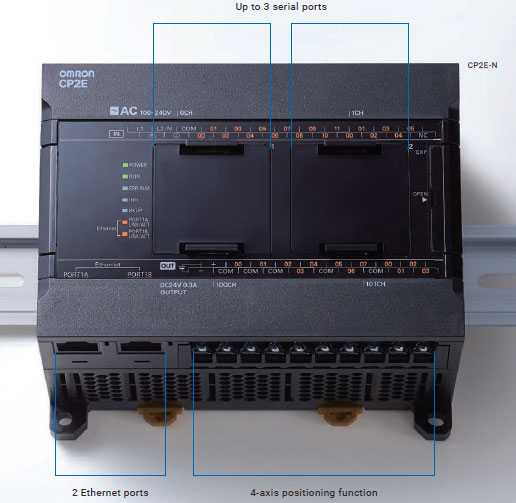 Up to 3 serial ports
CP2E-N
OMRON
CP2E
AC 100-240V 0CH 1CH
IN L1 L2/N COM 01 03 05 07 09 11 01 03 05
00 02 04 06 08 10 00 02 04 NC
1 2
EXP
POWER
RUN
ERR/ALM
INH
BKUP
OPEN
Ethernet
PORT1A
LINK/ACT
PORT1B
LINK/ACT
Ethernet OUT + 00 01 02 04 05 07 00 02
PORT1A PORT1B - COM COM COM 03 COM 06 COM 01 03
DC24V 0.3A 100CH 101CH
OUTPUT
2 Ethernet ports 4-axis positioning function